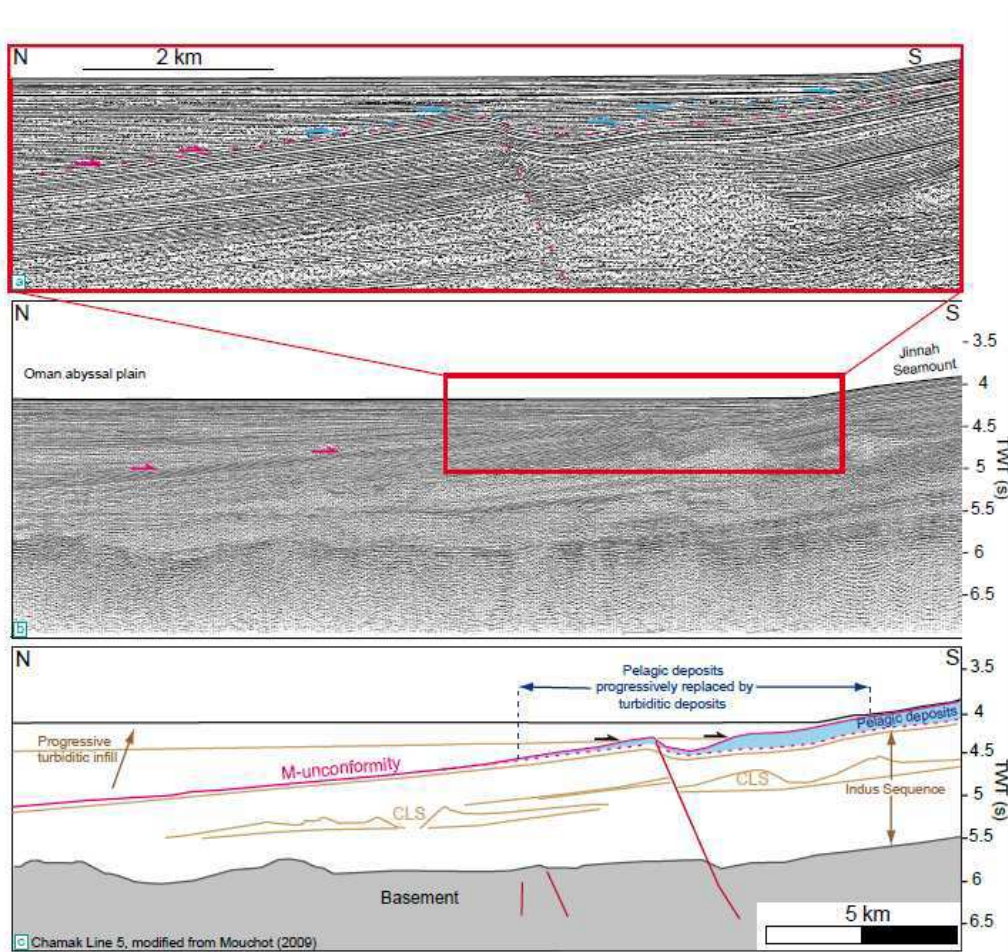 N
2 km
S
a
N
S
Oman abyssal plain
Jinnah
Seamount
3.5
4
4.5
5
5.5
6
6.5
TWT (s)
b
N
S
Pelagic deposits
progressively replaced by
turbiditic deposits
Pelagic deposits
Progressive
turbiditic infill
M-unconformity
CLS
CLS
Indus Sequence
Basement
3.5
4
4.5
5
5.5
6
6.5
TWT (s)
5 km
c Chamak Line 5, modified from Mouchot (2009)